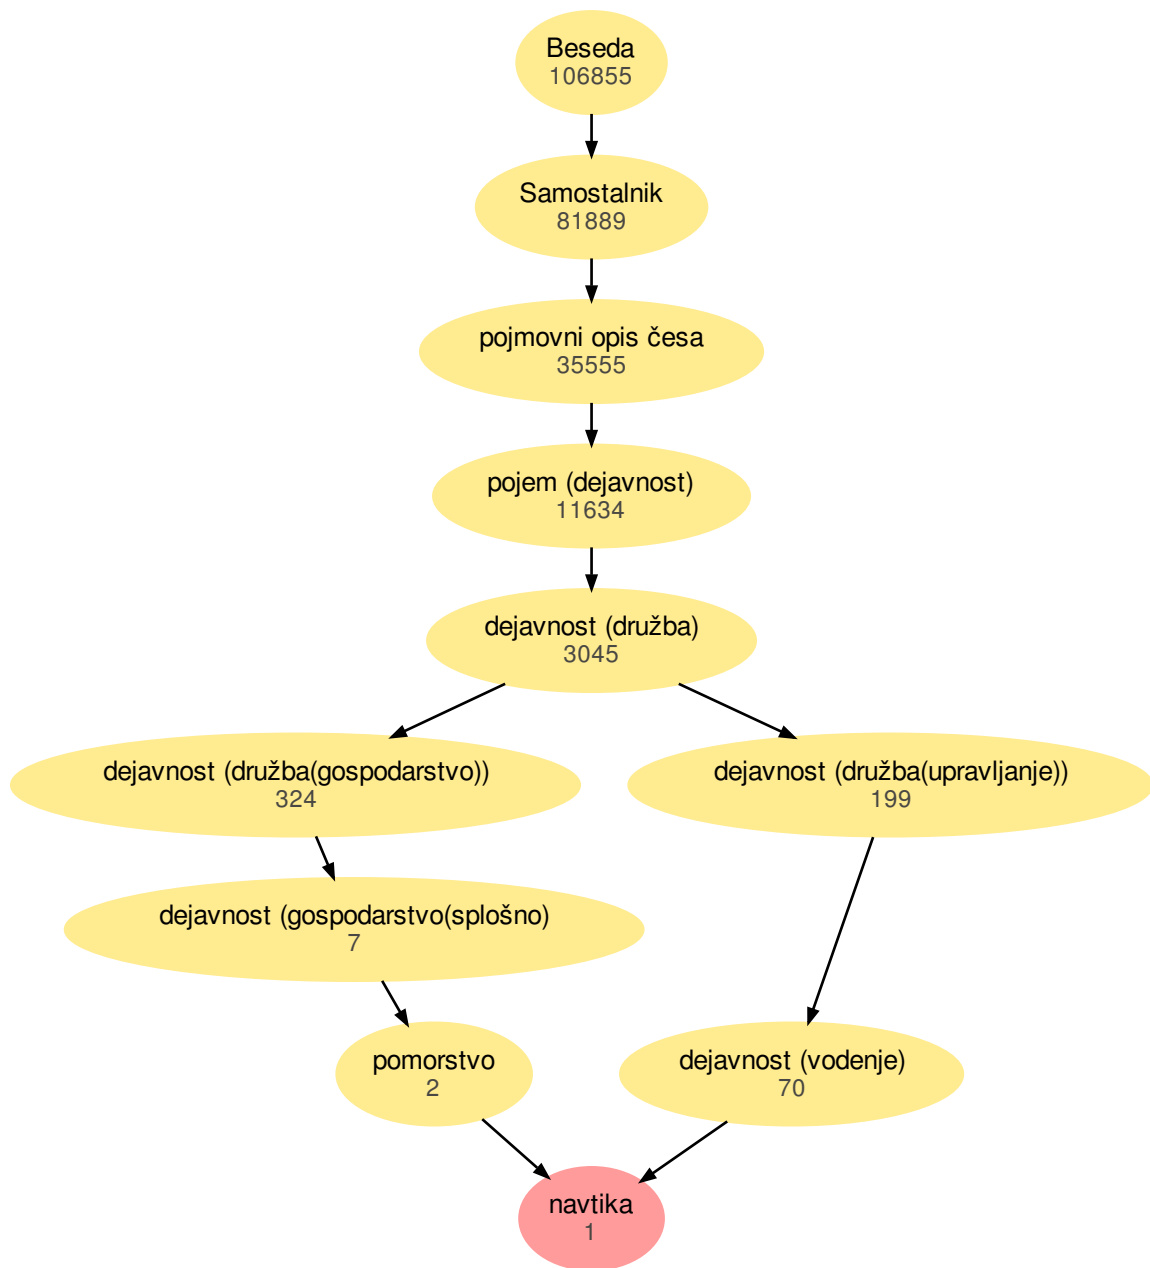 Beseda
106855
Samostalnik
81889
pojmovni opis česa
35555
pojem (dejavnost)
11634
dejavnost (družba)
3045
dejavnost (družba(gospodarstvo))
324
dejavnost (družba(upravljanje))
199
dejavnost (gospodarstvo(splošno)
7
pomorstvo
2
dejavnost (vodenje)
70
navtika
1